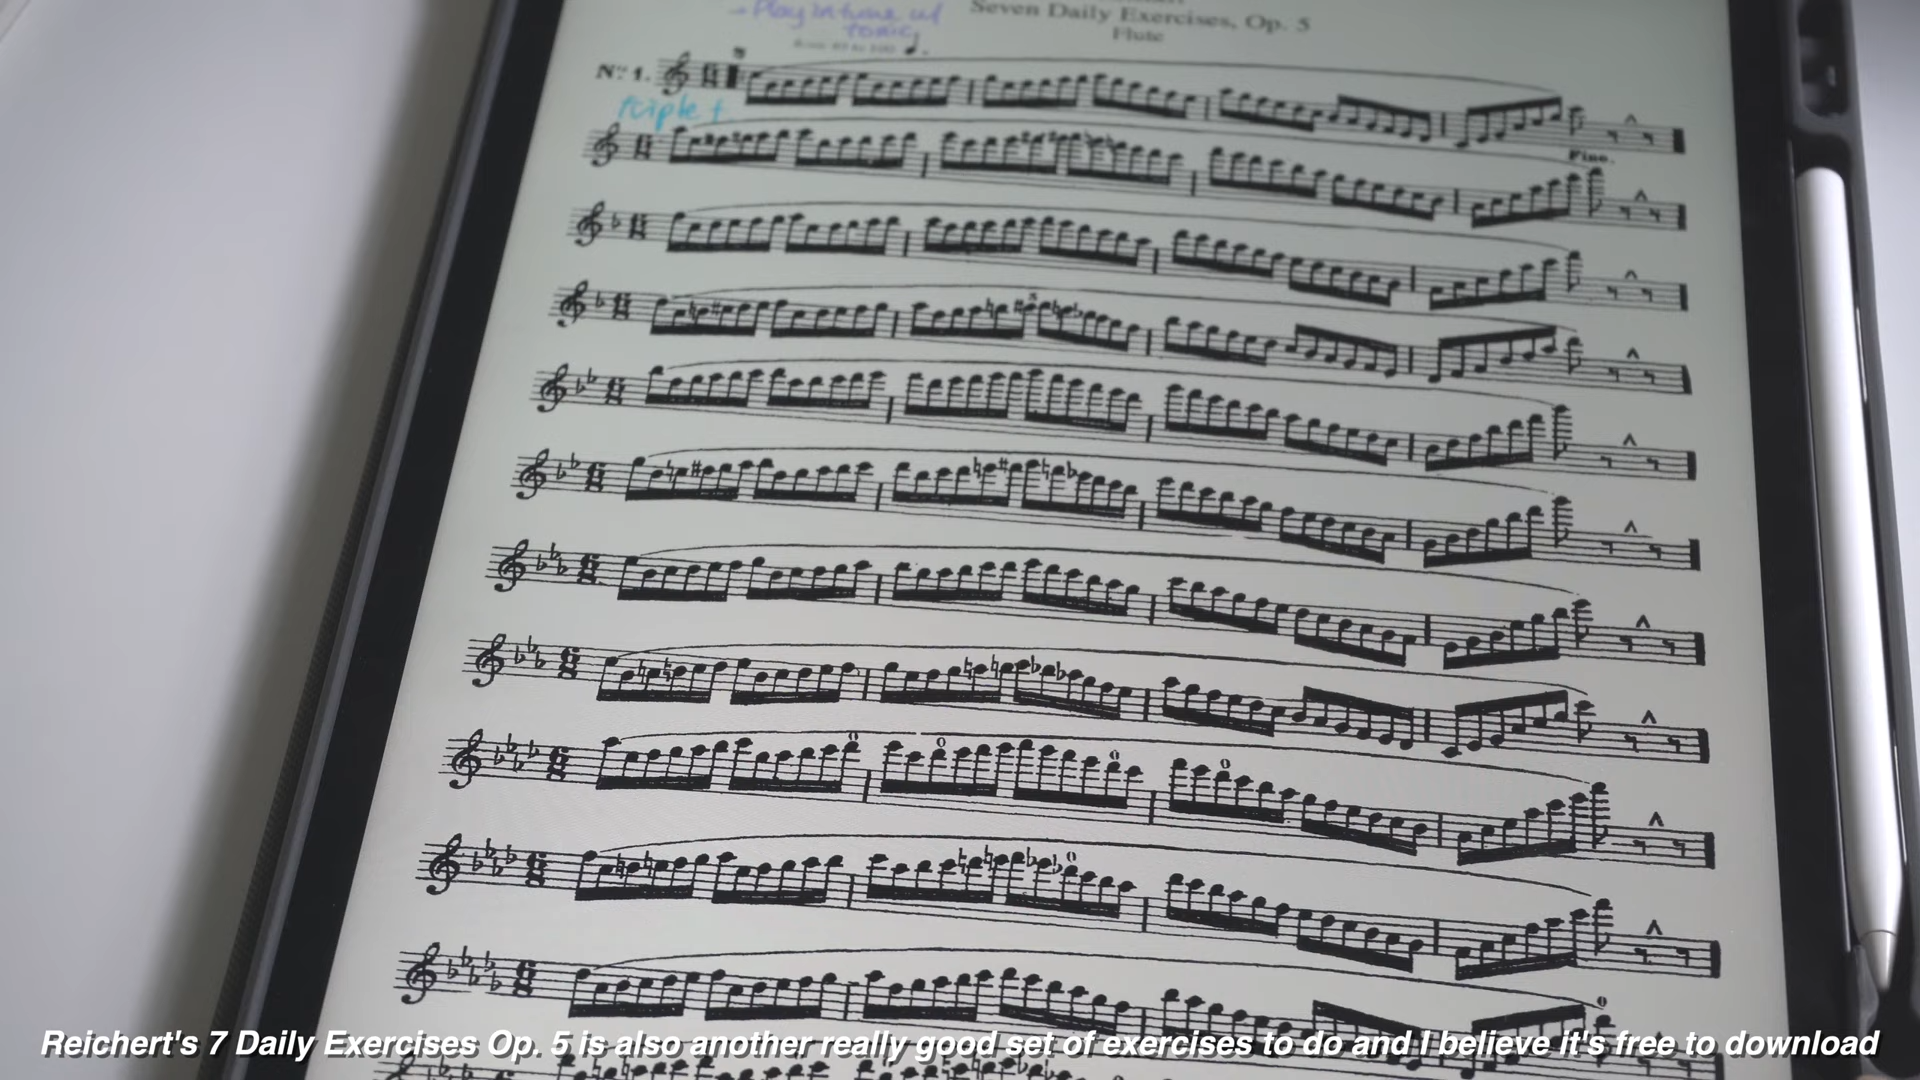 → Play in tune w/
tonic
Seven Daily Exercises, Op. 5
Flute
No. 1.
triple t
Fine.
Reichert's 7 Daily Exercises Op. 5 is also another really good set of exercises to do and I believe it's free to download